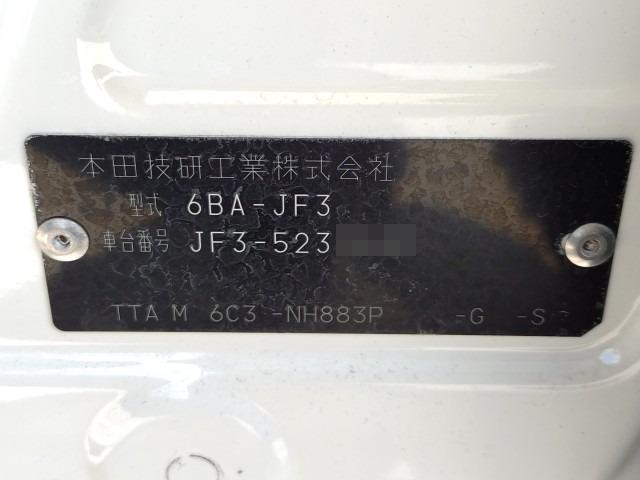 本田技研工業株式会社
型式 6BA-JF3
車台番号 JF3-523
TTA M 6C3 -NH883P -G -S